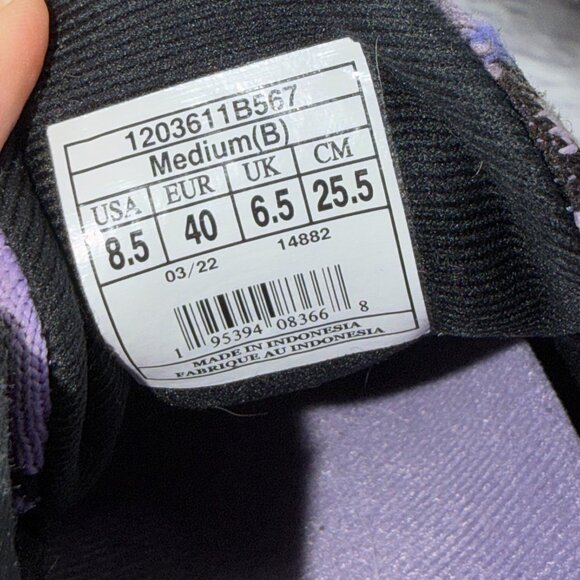 1203611B567
Medium(B)
USA EUR UK CM
8.5 40 6.5 25.5
03/22 14882
1 95394 08366 8
MADE IN INDONESIA
FABRIQUE AU INDONESIA